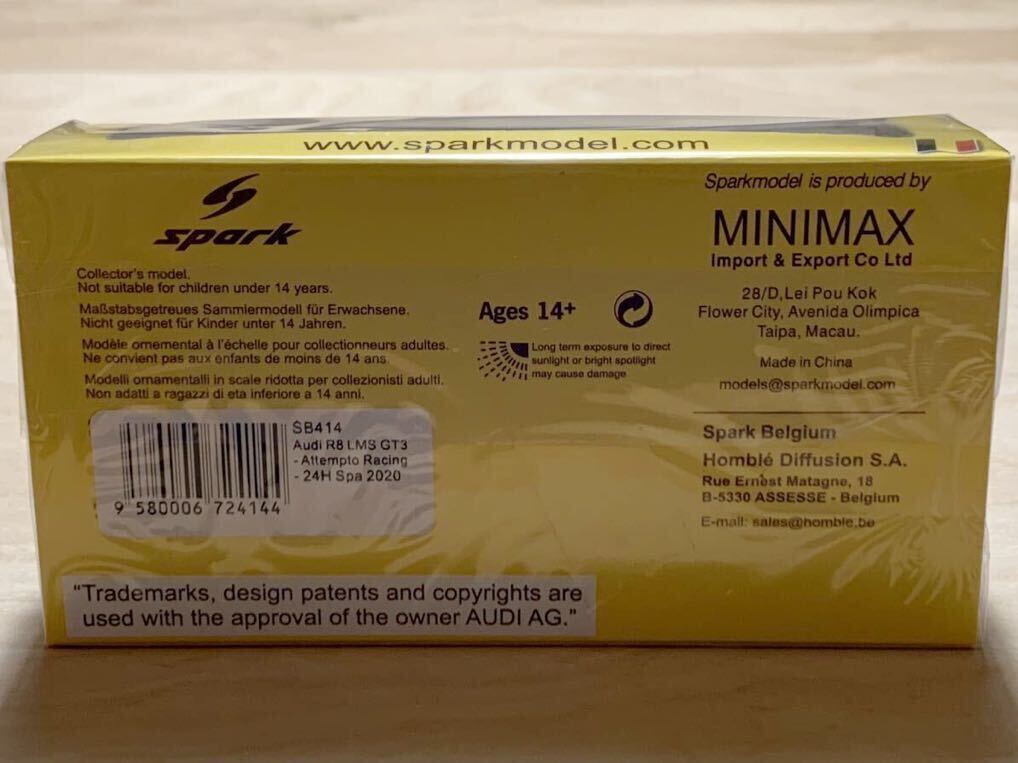 www.sparkmodel.com
spark
Collector's model.
Not suitable for children under 14 years.
Maßstabsgetreues Sammlermodell für Erwachsene.
Nicht geeignet für Kinder unter 14 Jahren.
Modèle ornemental à l'échelle pour collectionneurs adultes.
Ne convient pas aux enfants de moins de 14 ans.
Modelli ornamentalli in scale ridotta per collezionisti adulti.
Non adatti a ragazzi di eta inferiore a 14 anni.
SB414
Audi R8 LMS GT3
- Attempto Racing
- 24H Spa 2020
9 580006 724144
"Trademarks, design patents and copyrights are
used with the approval of the owner AUDI AG."
Ages 14+
Long term exposure to direct
sunlight or bright spotlight
may cause damage
Sparkmodel is produced by
MINIMAX
Import & Export Co Ltd
28/D,Lei Pou Kok
Flower City, Avenida Olimpica
Taipa, Macau.
Made in China
models@sparkmodel.com
Spark Belgium
Homblé Diffusion S.A.
Rue Ernest Matagne, 18
B-5330 ASSESSE - Belgium
E-mail: sales@homble.be